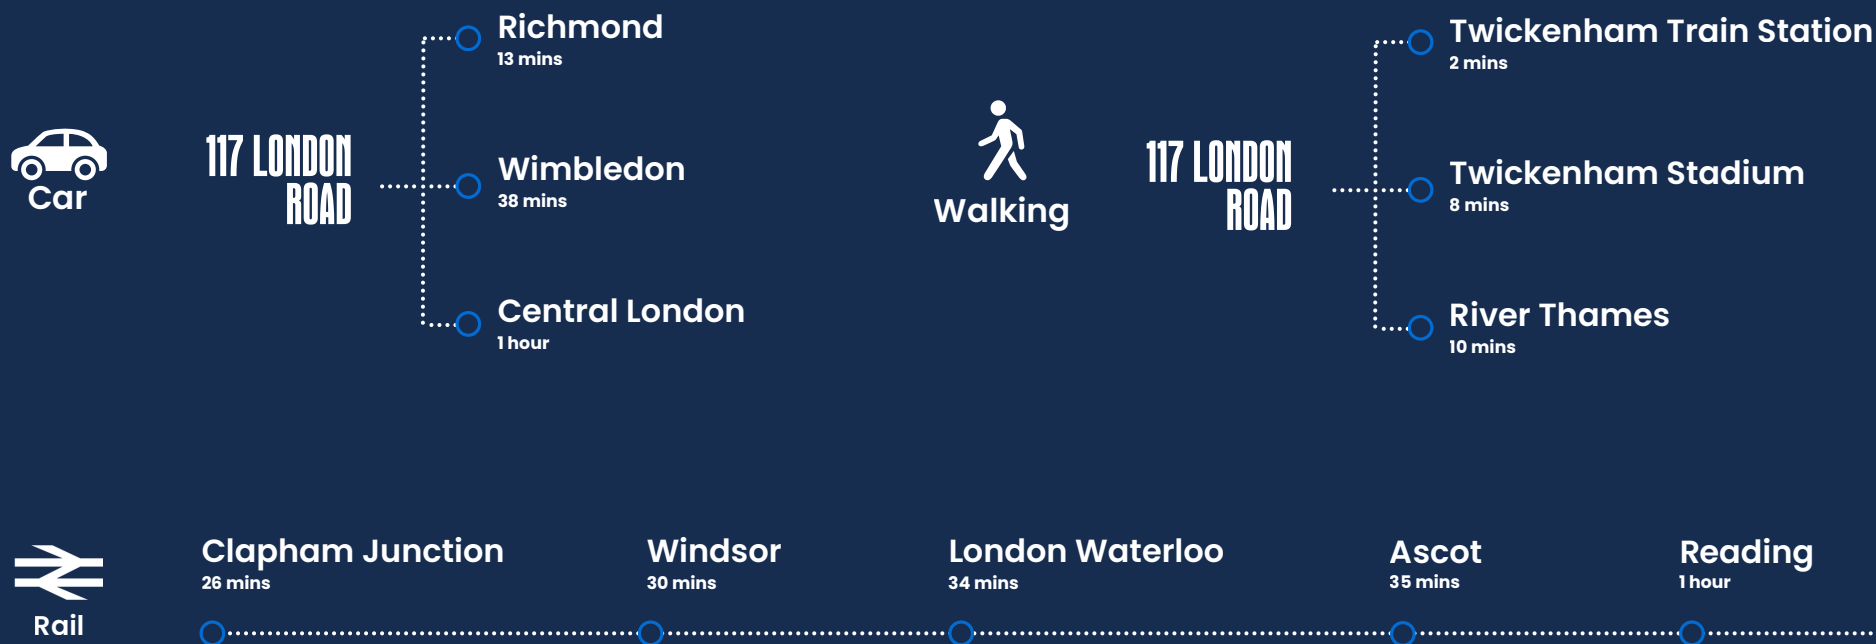 Car
117 LONDON
ROAD
Richmond
13 mins
Wimbledon
38 mins
Central London
1 hour
Walking
117 LONDON
ROAD
Twickenham Train Station
2 mins
Twickenham Stadium
8 mins
River Thames
10 mins
Rail
Clapham Junction
26 mins
Windsor
30 mins
London Waterloo
34 mins
Ascot
35 mins
Reading
1 hour